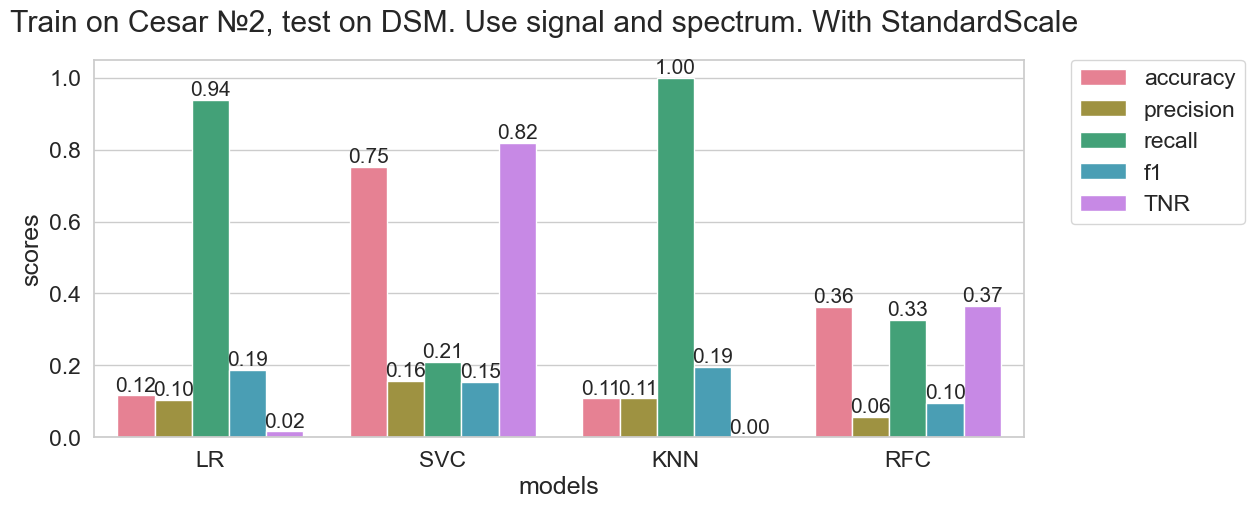 Train on Cesar №2, test on DSM. Use signal and spectrum. With StandardScale
scores
1.0
0.8
0.6
0.4
0.2
0.0
0.12
0.10
0.94
0.19
0.02
0.75
0.16
0.21
0.15
0.82
0.11
0.11
1.00
0.19
0.00
0.36
0.06
0.33
0.10
0.37
LR
SVC
KNN
RFC
models
accuracy
precision
recall
f1
TNR